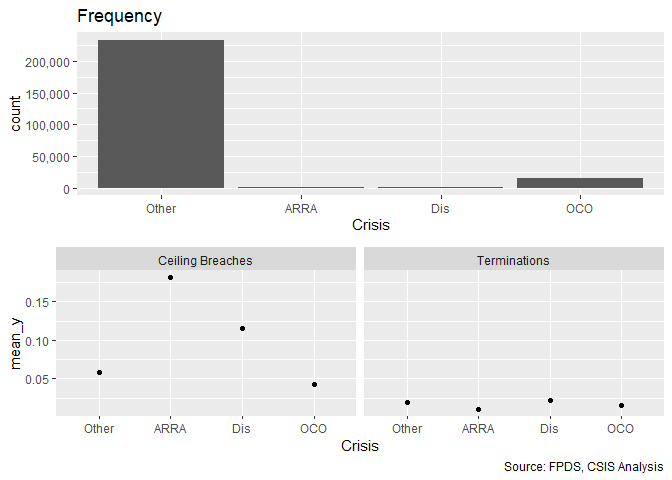 Frequency
count
200,000
150,000
100,000
50,000
0
Other ARRA Dis OCO
Crisis
Ceiling Breaches Terminations
mean_y
0.15
0.10
0.05
Other ARRA Dis OCO Other ARRA Dis OCO
Crisis
Source: FPDS, CSIS Analysis